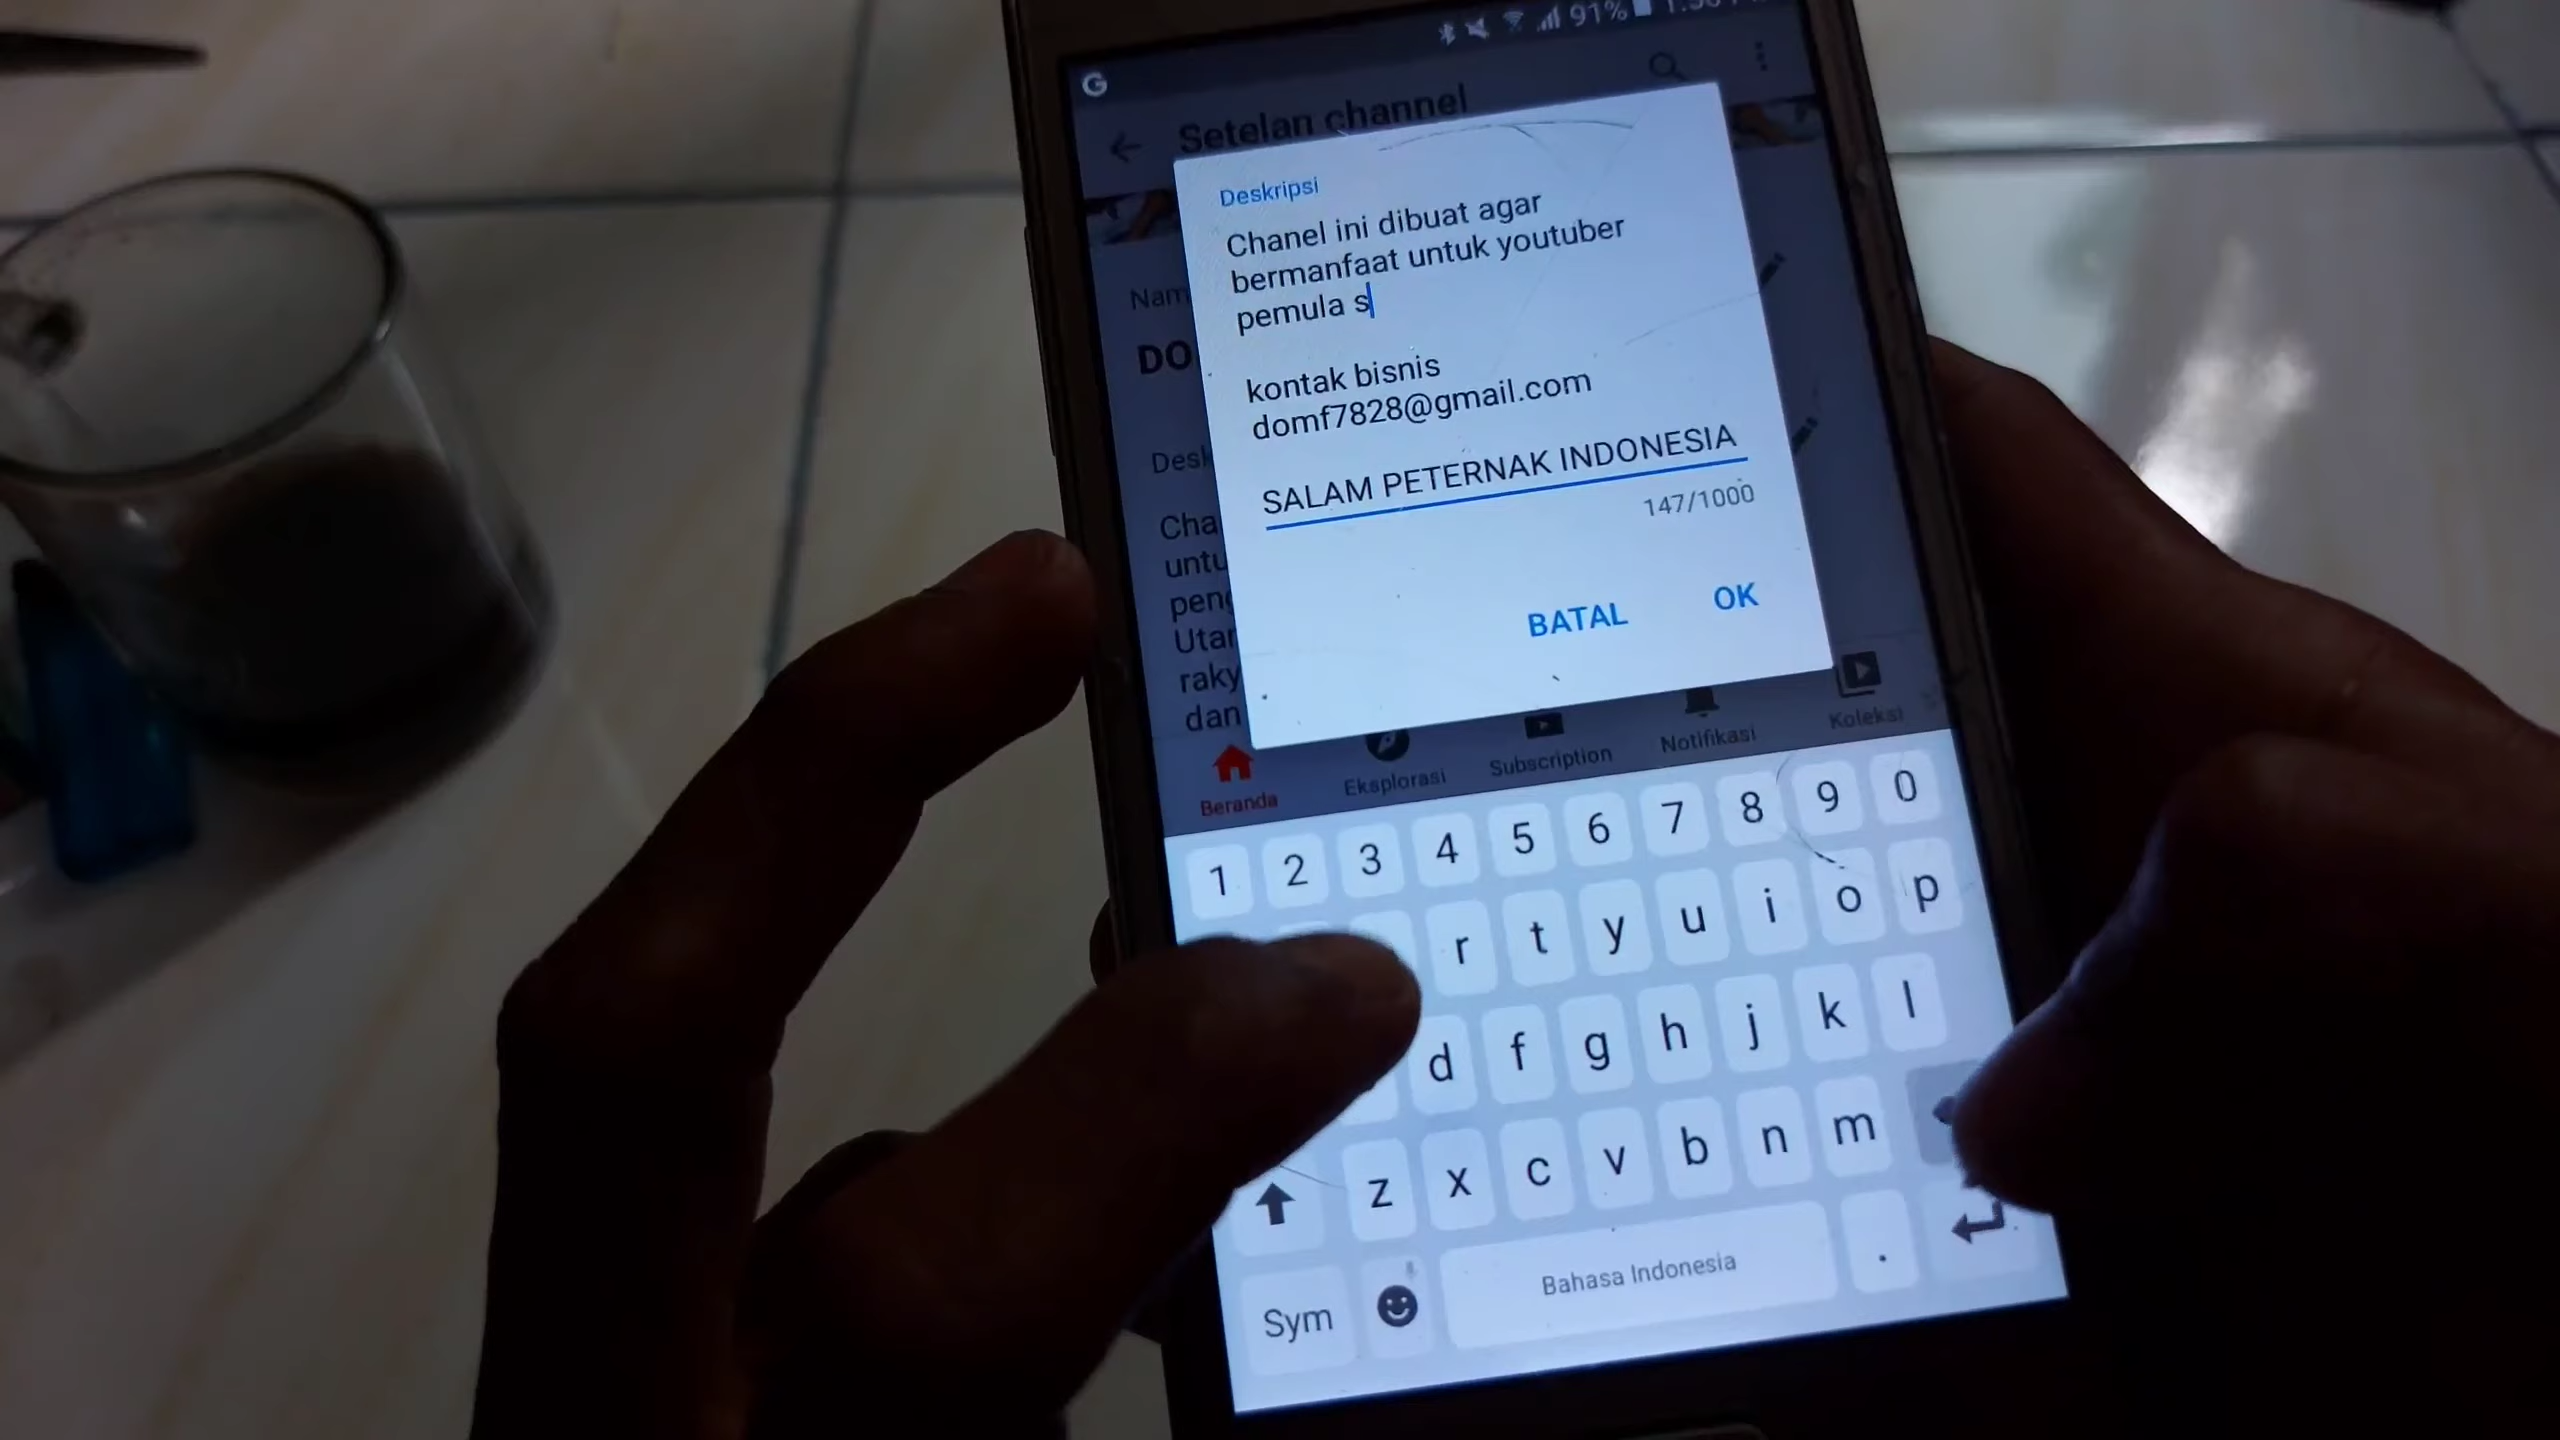 G
91%
Setelan channel
Deskripsi
Chanel ini dibuat agar
bermanfaat untuk youtuber
pemula s
kontak bisnis
domf7828@gmail.com
SALAM PETERNAK INDONESIA
147/1000
BATAL OK
Nam
DO
Desk
Cha
untu
peng
Utar
raky
dan
Beranda Eksplorasi Subscription Notifikasi Koleksi
1 2 3 4 5 6 7 8 9 0
r t y u i o p
d f g h j k l
z x c v b n m
Sym Bahasa Indonesia .